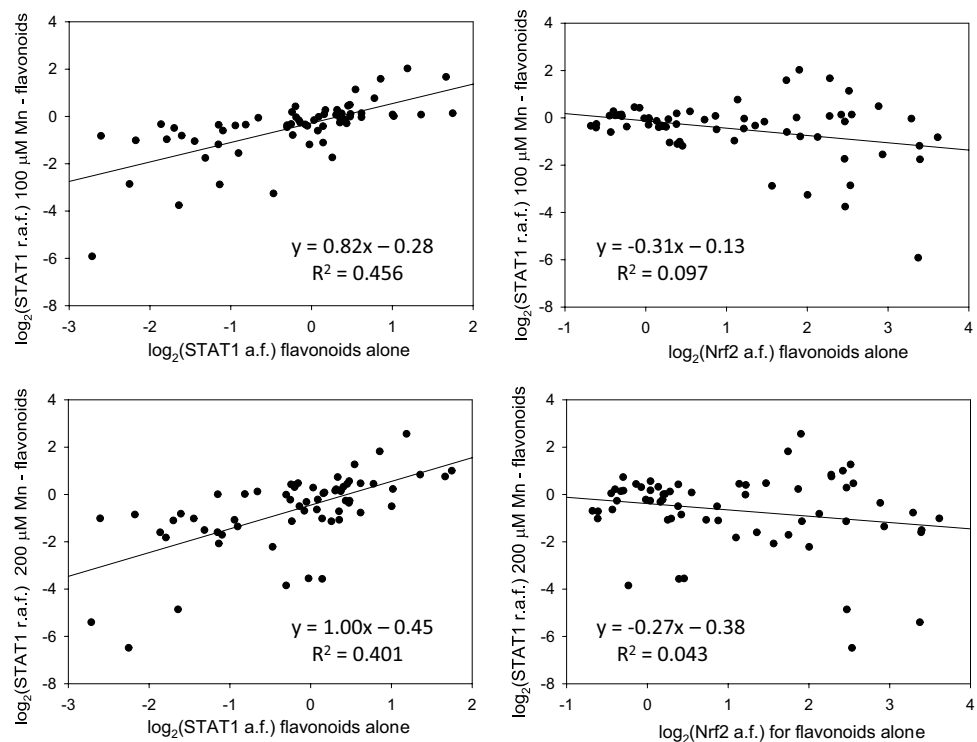 log2(STAT1 r.a.f.) 100 µM Mn - flavonoids
4
2
0
-2
-4
-6
-8
y = 0.82x – 0.28
R² = 0.456
-3 -2 -1 0 1 2
log2(STAT1 a.f.) flavonoids alone
log2(STAT1 r.a.f.) 100 µM Mn - flavonoids
4
2
0
-2
-4
-6
-8
y = -0.31x – 0.13
R² = 0.097
-1 0 1 2 3 4
log2(Nrf2 a.f.) flavonoids alone
log2(STAT1 r.a.f.) 200 µM Mn - flavonoids
4
2
0
-2
-4
-6
-8
y = 1.00x – 0.45
R² = 0.401
-3 -2 -1 0 1 2
log2(STAT1 a.f.) flavonoids alone
log2(STAT1 r.a.f.) 200 µM Mn - flavonoids
4
2
0
-2
-4
-6
-8
y = -0.27x – 0.38
R² = 0.043
-1 0 1 2 3 4
log2(Nrf2 a.f.) for flavonoids alone